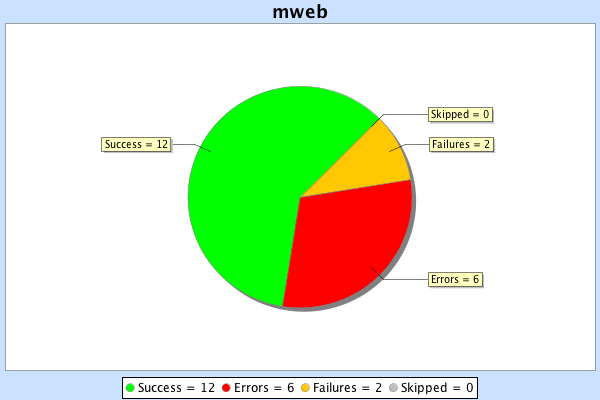 mweb
Skipped = 0
Success = 12
Failures = 2
Errors = 6
Success = 12 Errors = 6 Failures = 2 Skipped = 0